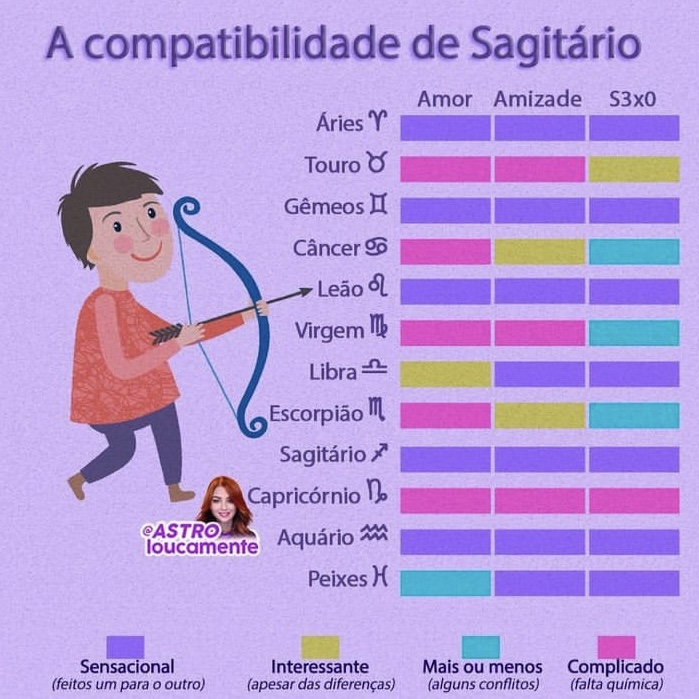 A compatibilidade de Sagitário
Amor Amizade S3x0
Áries ♈
Touro ♉
Gêmeos ♊
Câncer ♋
Leão ♌
Virgem ♍
Libra ♎
Escorpião ♏
Sagitário ♐
Capricórnio ♑
Aquário ♒
Peixes ♓
@ASTRO
loucamente
Sensacional Interessante Mais ou menos Complicado
(feitos um para o outro) (apesar das diferenças) (alguns conflitos) (falta química)